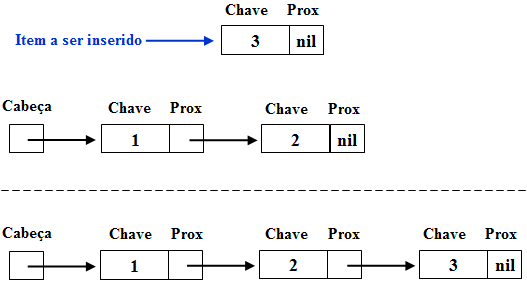 Chave Prox
Item a ser inserido 3 nil
Cabeça Chave Prox Chave Prox
1 2 nil
Cabeça Chave Prox Chave Prox Chave Prox
1 2 3 nil